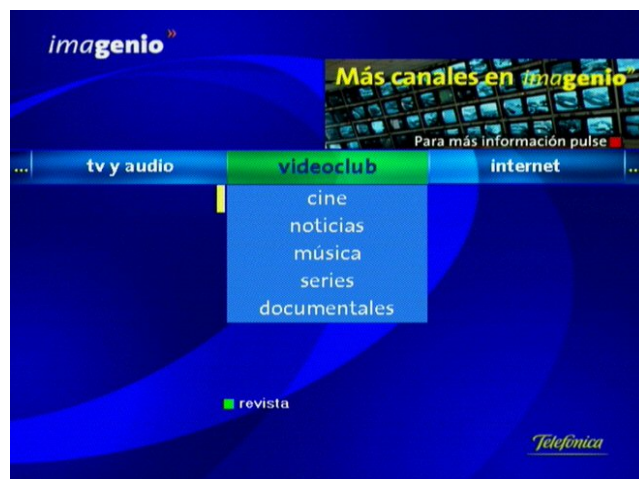 imagenio”
Más canales en imagenio”
Para más información pulse
... tv y audio videoclub internet ...
cine
noticias
música
series
documentales
revista
Telefónica